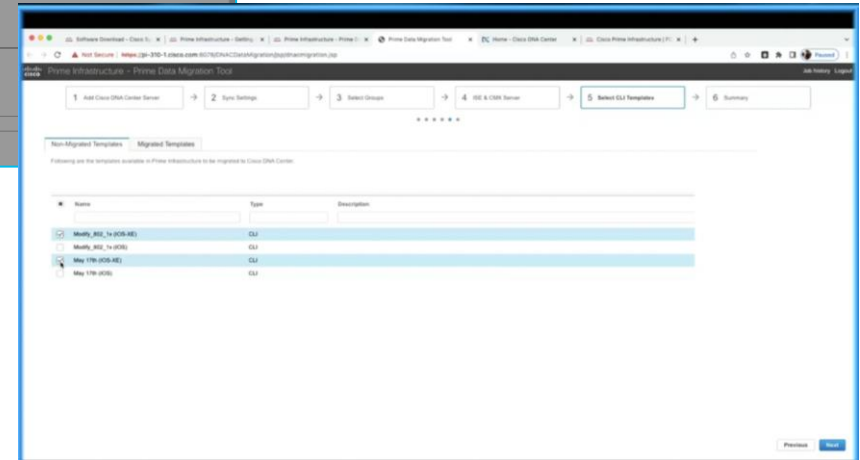 Software Download - Cisco Sy
Prime Infrastructure - Getting
Prime Infrastructure - Prime D
Prime Data Migration Tool
Home - Cisco DNA Center
Cisco Prime Infrastructure | P
Not Secure
Paused
Prime Infrastructure - Prime Data Migration Tool
Job history Logout
1 Add Cisco DNA Center Server
2 Sync Settings
3 Select Groups
4 ISE & CMX Server
5 Select CLI Templates
6 Summary
Non-Migrated Templates Migrated Templates
Following are the templates available in Prime Infrastructure to be migrated to Cisco DNA Center.
Name Type Description
Modify_802_1x (IOS-XE) CLI
Modify_802_1x (IOS) CLI
May 17th (IOS-XE) CLI
May 17th (IOS) CLI
Previous Next